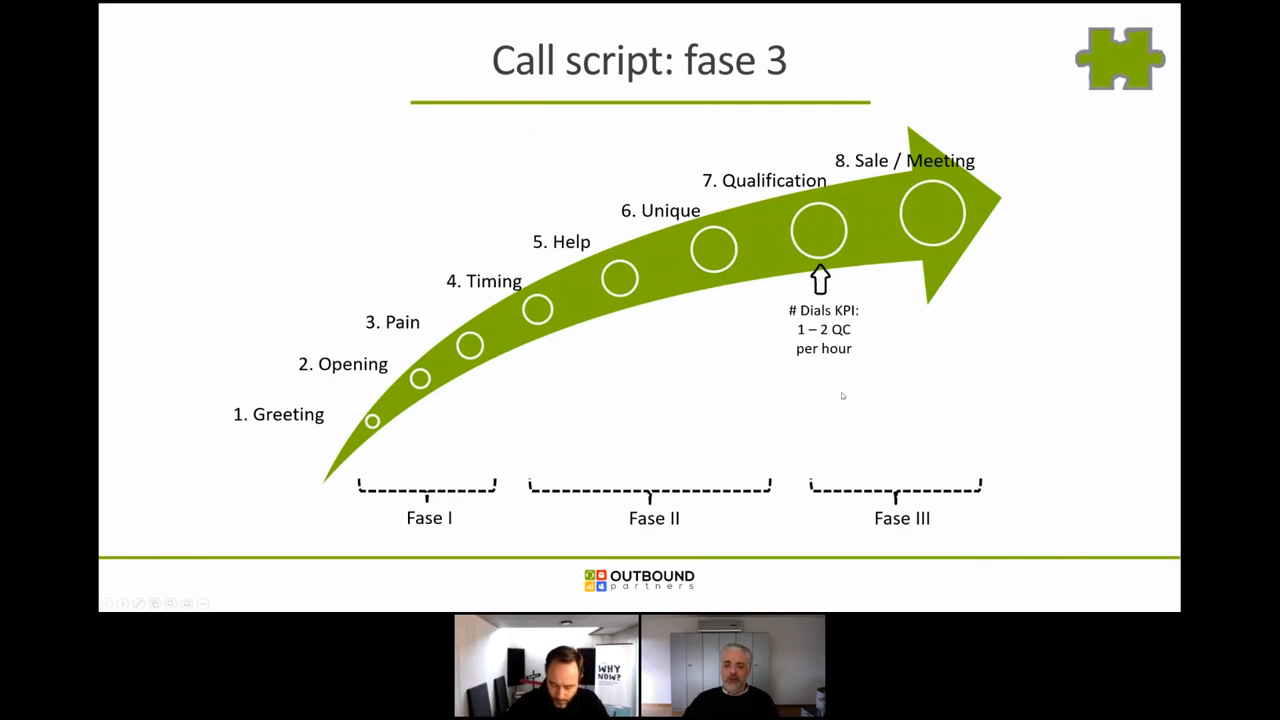 Call script: fase 3
8. Sale / Meeting
7. Qualification
6. Unique
5. Help
4. Timing
3. Pain
2. Opening
1. Greeting
# Dials KPI:
1 – 2 QC
per hour
Fase I
Fase II
Fase III
OUTBOUND
partners
WHY
NOW?